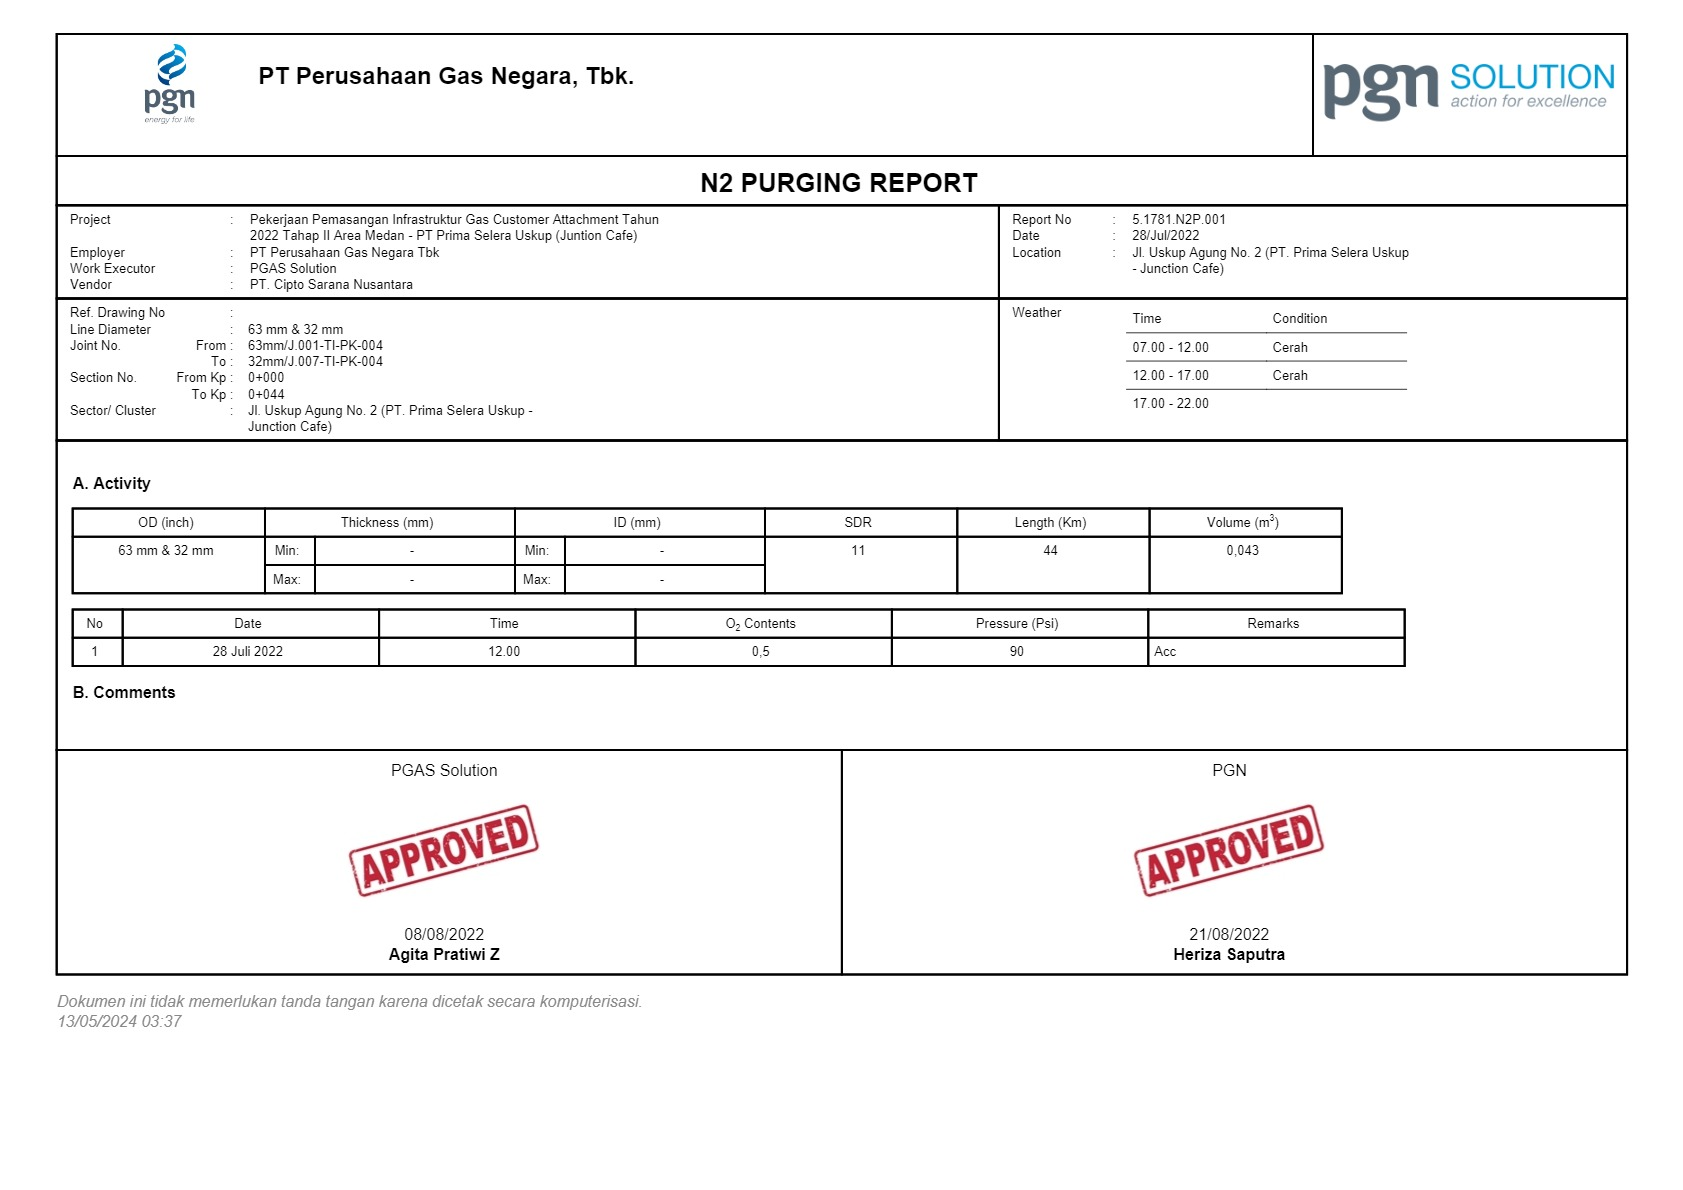 pgn
energy for life
PT Perusahaan Gas Negara, Tbk.
pgn SOLUTION
action for excellence
N2 PURGING REPORT
Project : Pekerjaan Pemasangan Infrastruktur Gas Customer Attachment Tahun
2022 Tahap II Area Medan - PT Prima Selera Uskup (Juntion Cafe)
Employer : PT Perusahaan Gas Negara Tbk
Work Executor : PGAS Solution
Vendor : PT. Cipto Sarana Nusantara
Report No : 5.1781.N2P.001
Date : 28/Jul/2022
Location : Jl. Uskup Agung No. 2 (PT. Prima Selera Uskup
- Junction Cafe)
Ref. Drawing No :
Line Diameter : 63 mm & 32 mm
Joint No. From : 63mm/J.001-TI-PK-004
To : 32mm/J.007-TI-PK-004
Section No. From Kp : 0+000
To Kp : 0+044
Sector/ Cluster : Jl. Uskup Agung No. 2 (PT. Prima Selera Uskup -
Junction Cafe)
Weather
Time Condition
07.00 - 12.00 Cerah
12.00 - 17.00 Cerah
17.00 - 22.00
A. Activity
OD (inch) Thickness (mm) ID (mm) SDR Length (Km) Volume (m³)
63 mm & 32 mm Min: - Min: - 11 44 0,043
Max: - Max: -
No Date Time O₂ Contents Pressure (Psi) Remarks
1 28 Juli 2022 12.00 0,5 90 Acc
B. Comments
PGAS Solution
APPROVED
08/08/2022
Agita Pratiwi Z
PGN
APPROVED
21/08/2022
Heriza Saputra
Dokumen ini tidak memerlukan tanda tangan karena dicetak secara komputerisasi.
13/05/2024 03:37